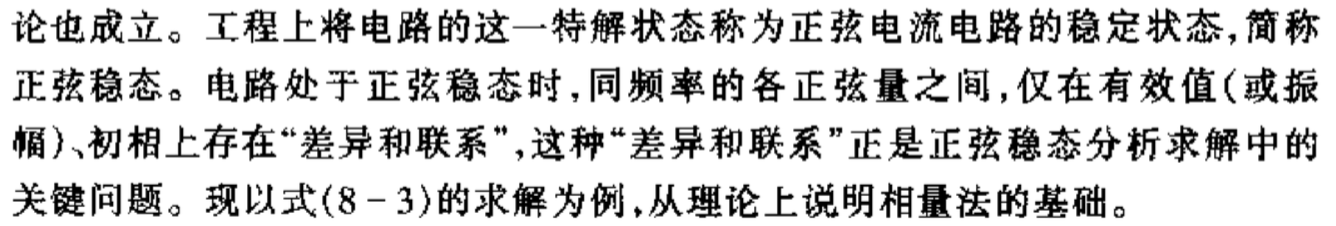 论也成立。工程上将电路的这一特解状态称为正弦电流电路的稳定状态,简称
正弦稳态。电路处于正弦稳态时,同频率的各正弦量之间,仅在有效值(或振
幅)、初相上存在“差异和联系”,这种“差异和联系”正是正弦稳态分析求解中的
关键问题。现以式(8-3)的求解为例,从理论上说明相量法的基础。